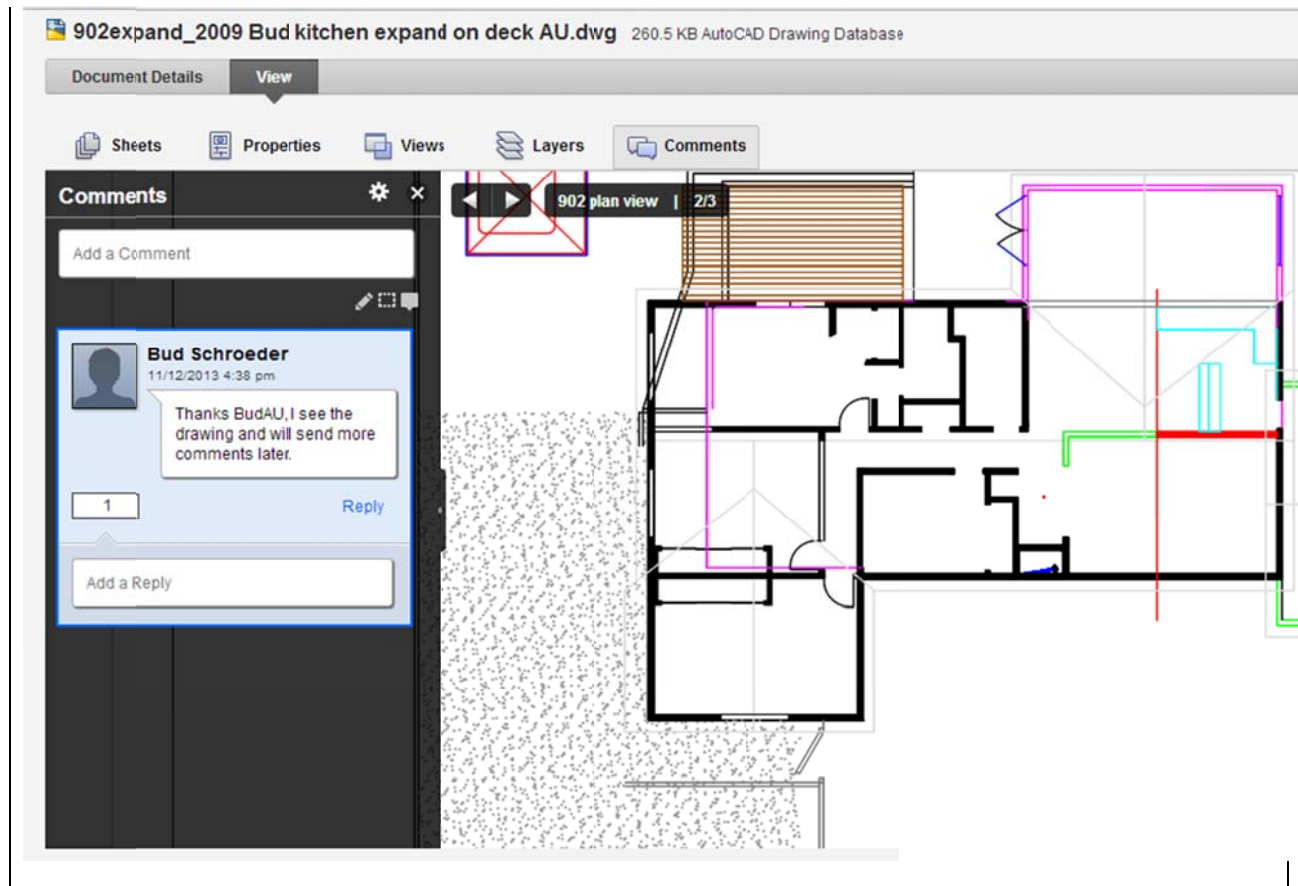 902expand_2009 Bud kitchen expand on deck AU.dwg 260.5 KB AutoCAD Drawing Database
Document Details View
Sheets Properties Views Layers Comments
Comments
902 plan view | 2/3
Add a Comment
Bud Schroeder
11/12/2013 4:38 pm
Thanks BudAU, I see the
drawing and will send more
comments later.
1 Reply
Add a Reply